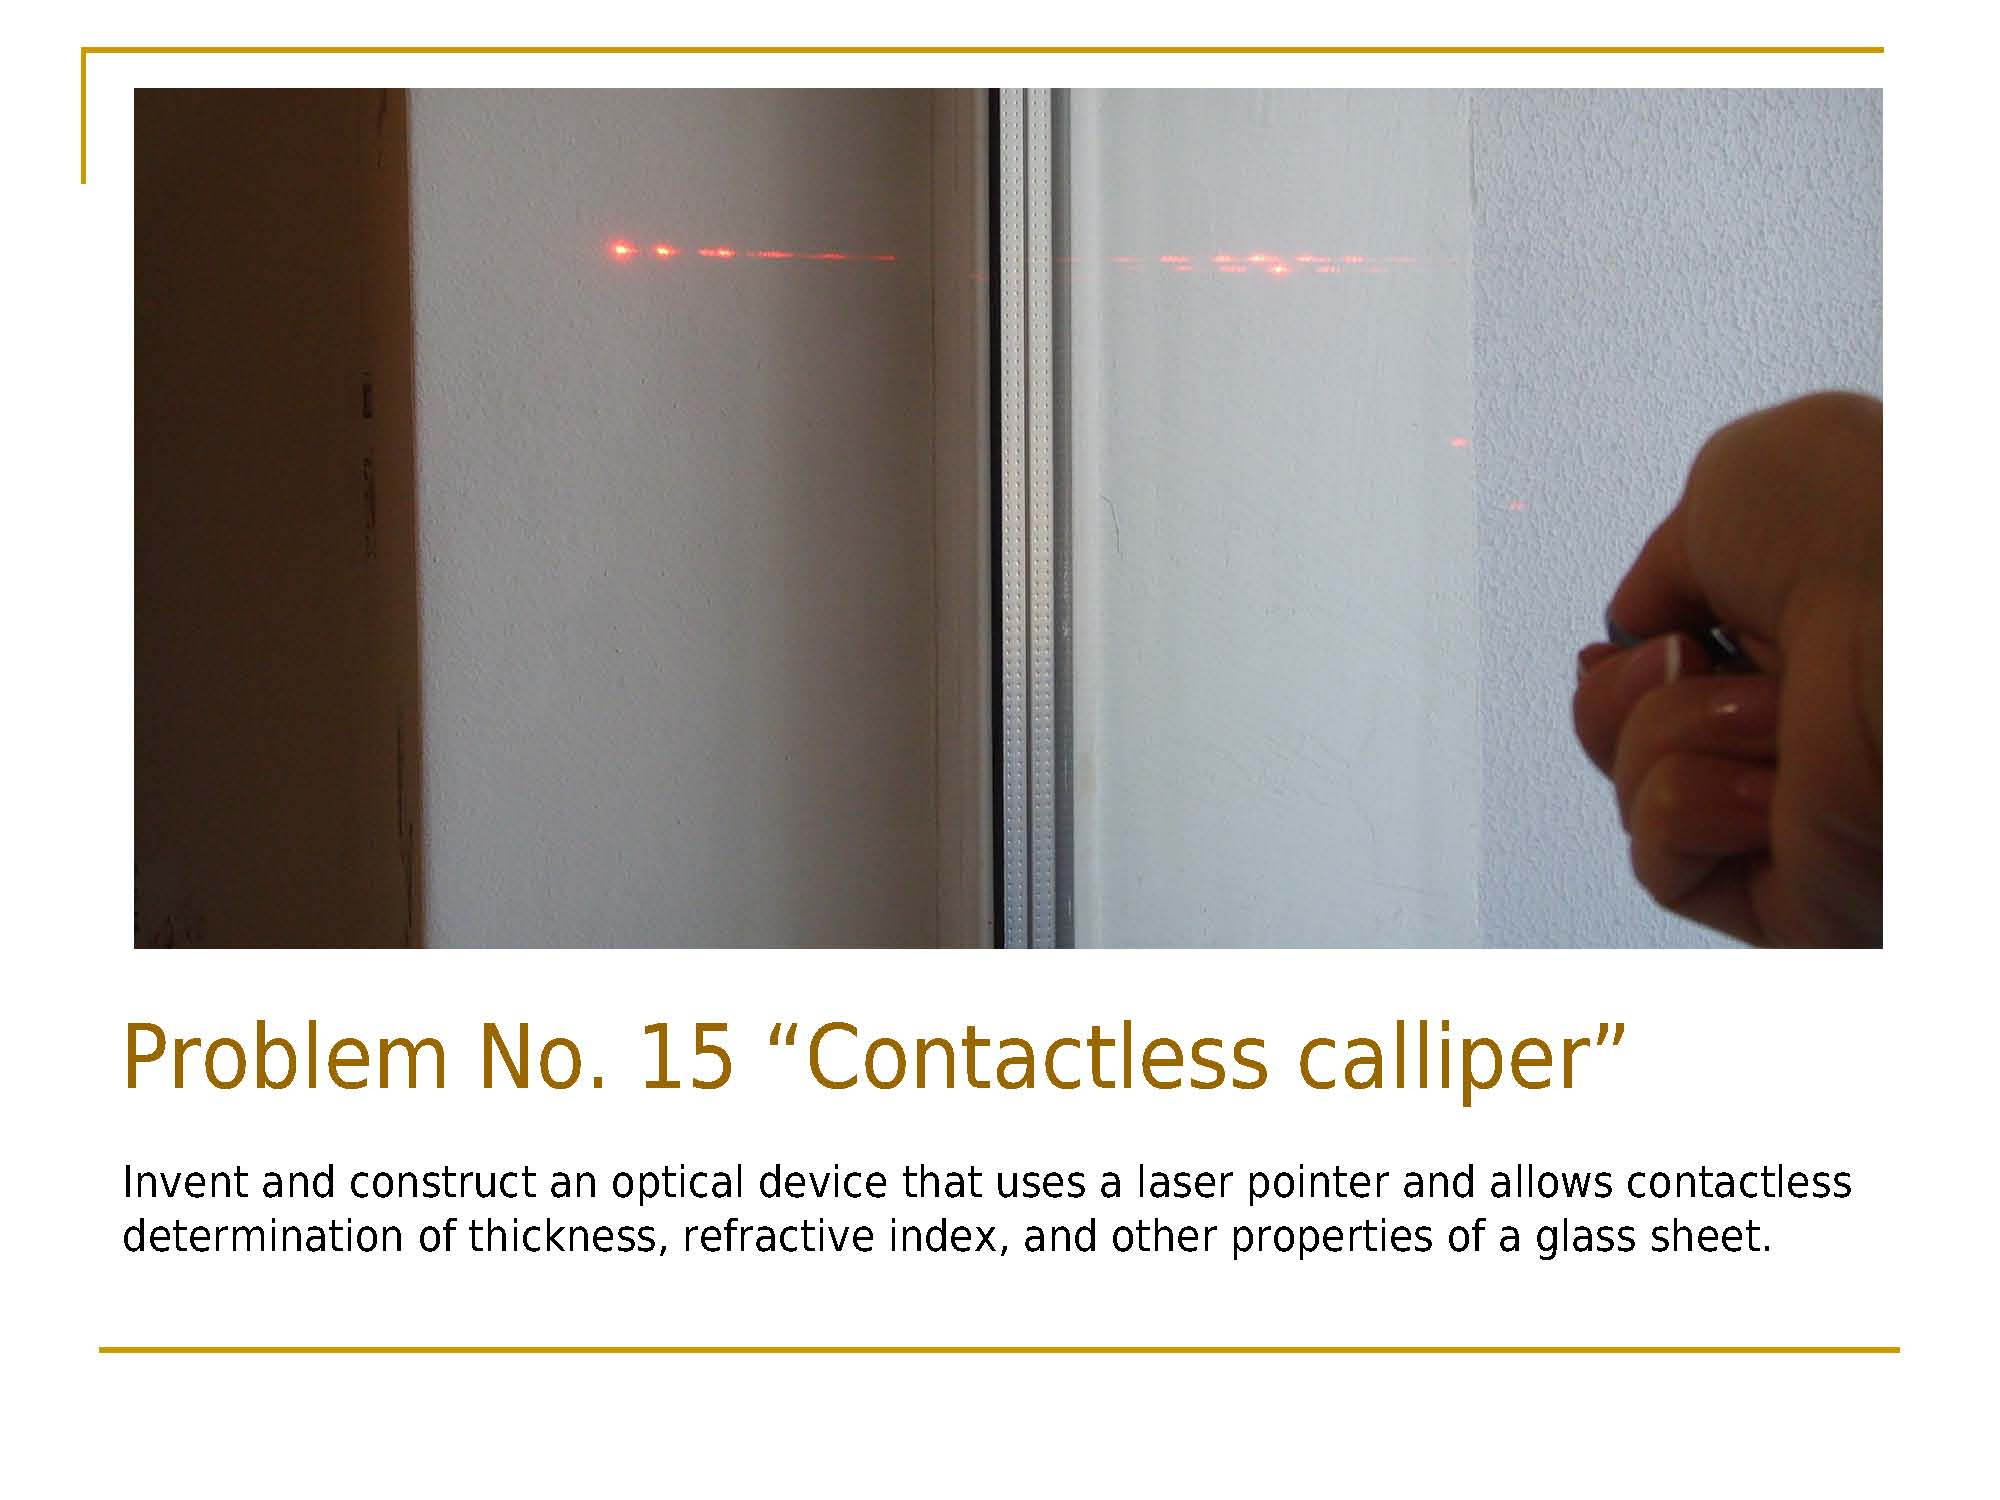 Problem No. 15 “Contactless calliper”
Invent and construct an optical device that uses a laser pointer and allows contactless
determination of thickness, refractive index, and other properties of a glass sheet.